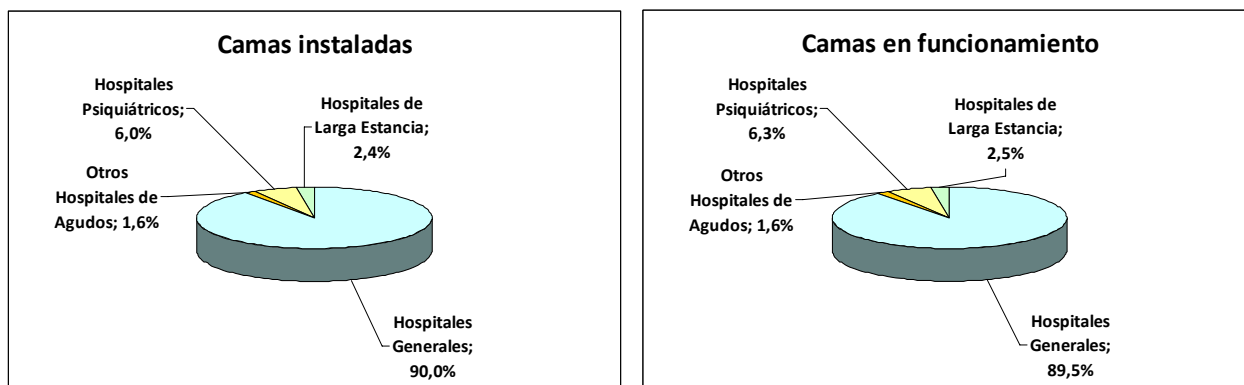 Camas instaladas
Hospitales
Psiquiátricos;
6,0%
Hospitales de
Larga Estancia;
2,4%
Otros
Hospitales de
Agudos; 1,6%
Hospitales
Generales;
90,0%
Camas en funcionamiento
Hospitales
Psiquiátricos;
6,3%
Hospitales de
Larga Estancia;
2,5%
Otros
Hospitales de
Agudos; 1,6%
Hospitales
Generales;
89,5%